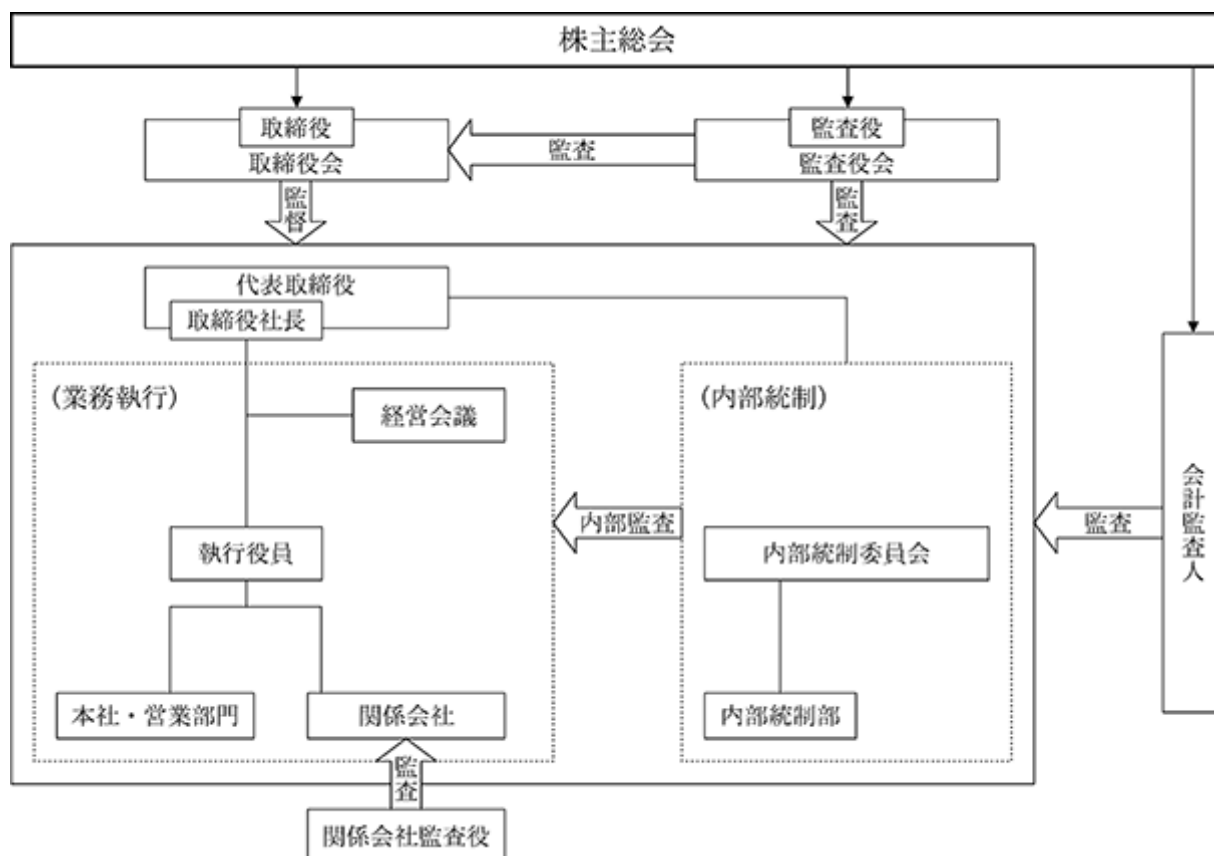 株主総会
取締役
取締役会
監査
監査役
監査役会
監督
監査
代表取締役
取締役社長
(業務執行)
経営会議
(内部統制)
執行役員
内部監査
内部統制委員会
監査
会計監査人
本社・営業部門
関係会社
内部統制部
監査
関係会社監査役